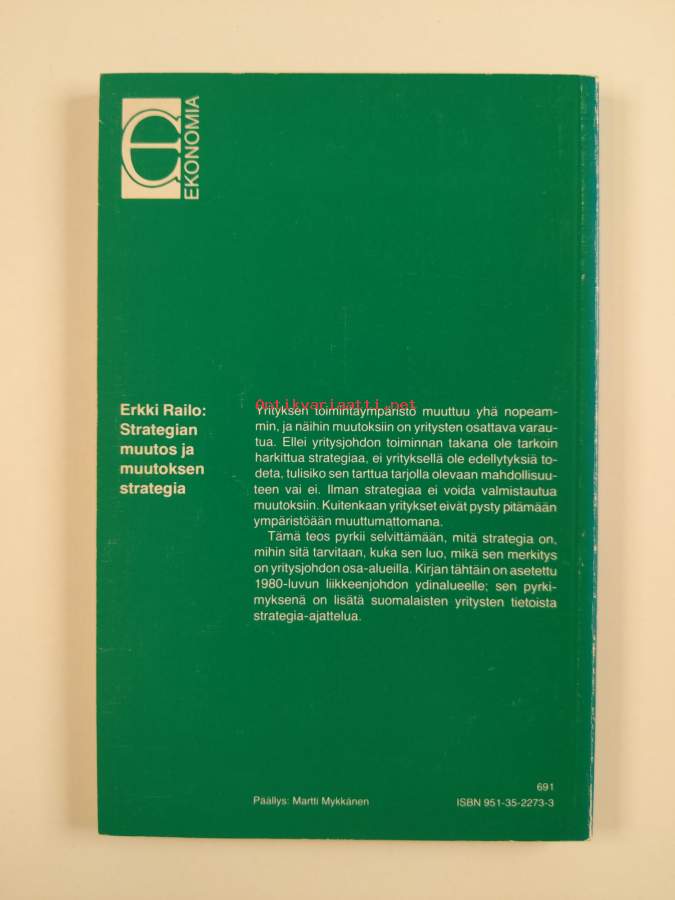 EKONOMIA
Erkki Railo:
Strategian
muutos ja
muutoksen
strategia
Antikvariaatti.net
Yrityksen toimintaympäristö muuttuu yhä nopeam-
min, ja näihin muutoksiin on yritysten osattava varau-
tua. Ellei yritysjohdon toiminnan takana ole tarkoin
harkittua strategiaa, ei yrityksellä ole edellytyksiä to-
deta, tulisiko sen tarttua tarjolla olevaan mahdollisuu-
teen vai ei. Ilman strategiaa ei voida valmistautua
muutoksiin. Kuitenkaan yritykset eivät pysty pitämään
ympäristöään muuttumattomana.
Tämä teos pyrkii selvittämään, mitä strategia on,
mihin sitä tarvitaan, kuka sen luo, mikä sen merkitys
on yritysjohdon osa-alueilla. Kirjan tähtäin on asetettu
1980-luvun liikkeenjohdon ydinalueelle; sen pyrki-
myksenä on lisätä suomalaisten yritysten tietoista
strategia-ajattelua.
691
Päällys: Martti Mykkänen
ISBN 951-35-2273-3